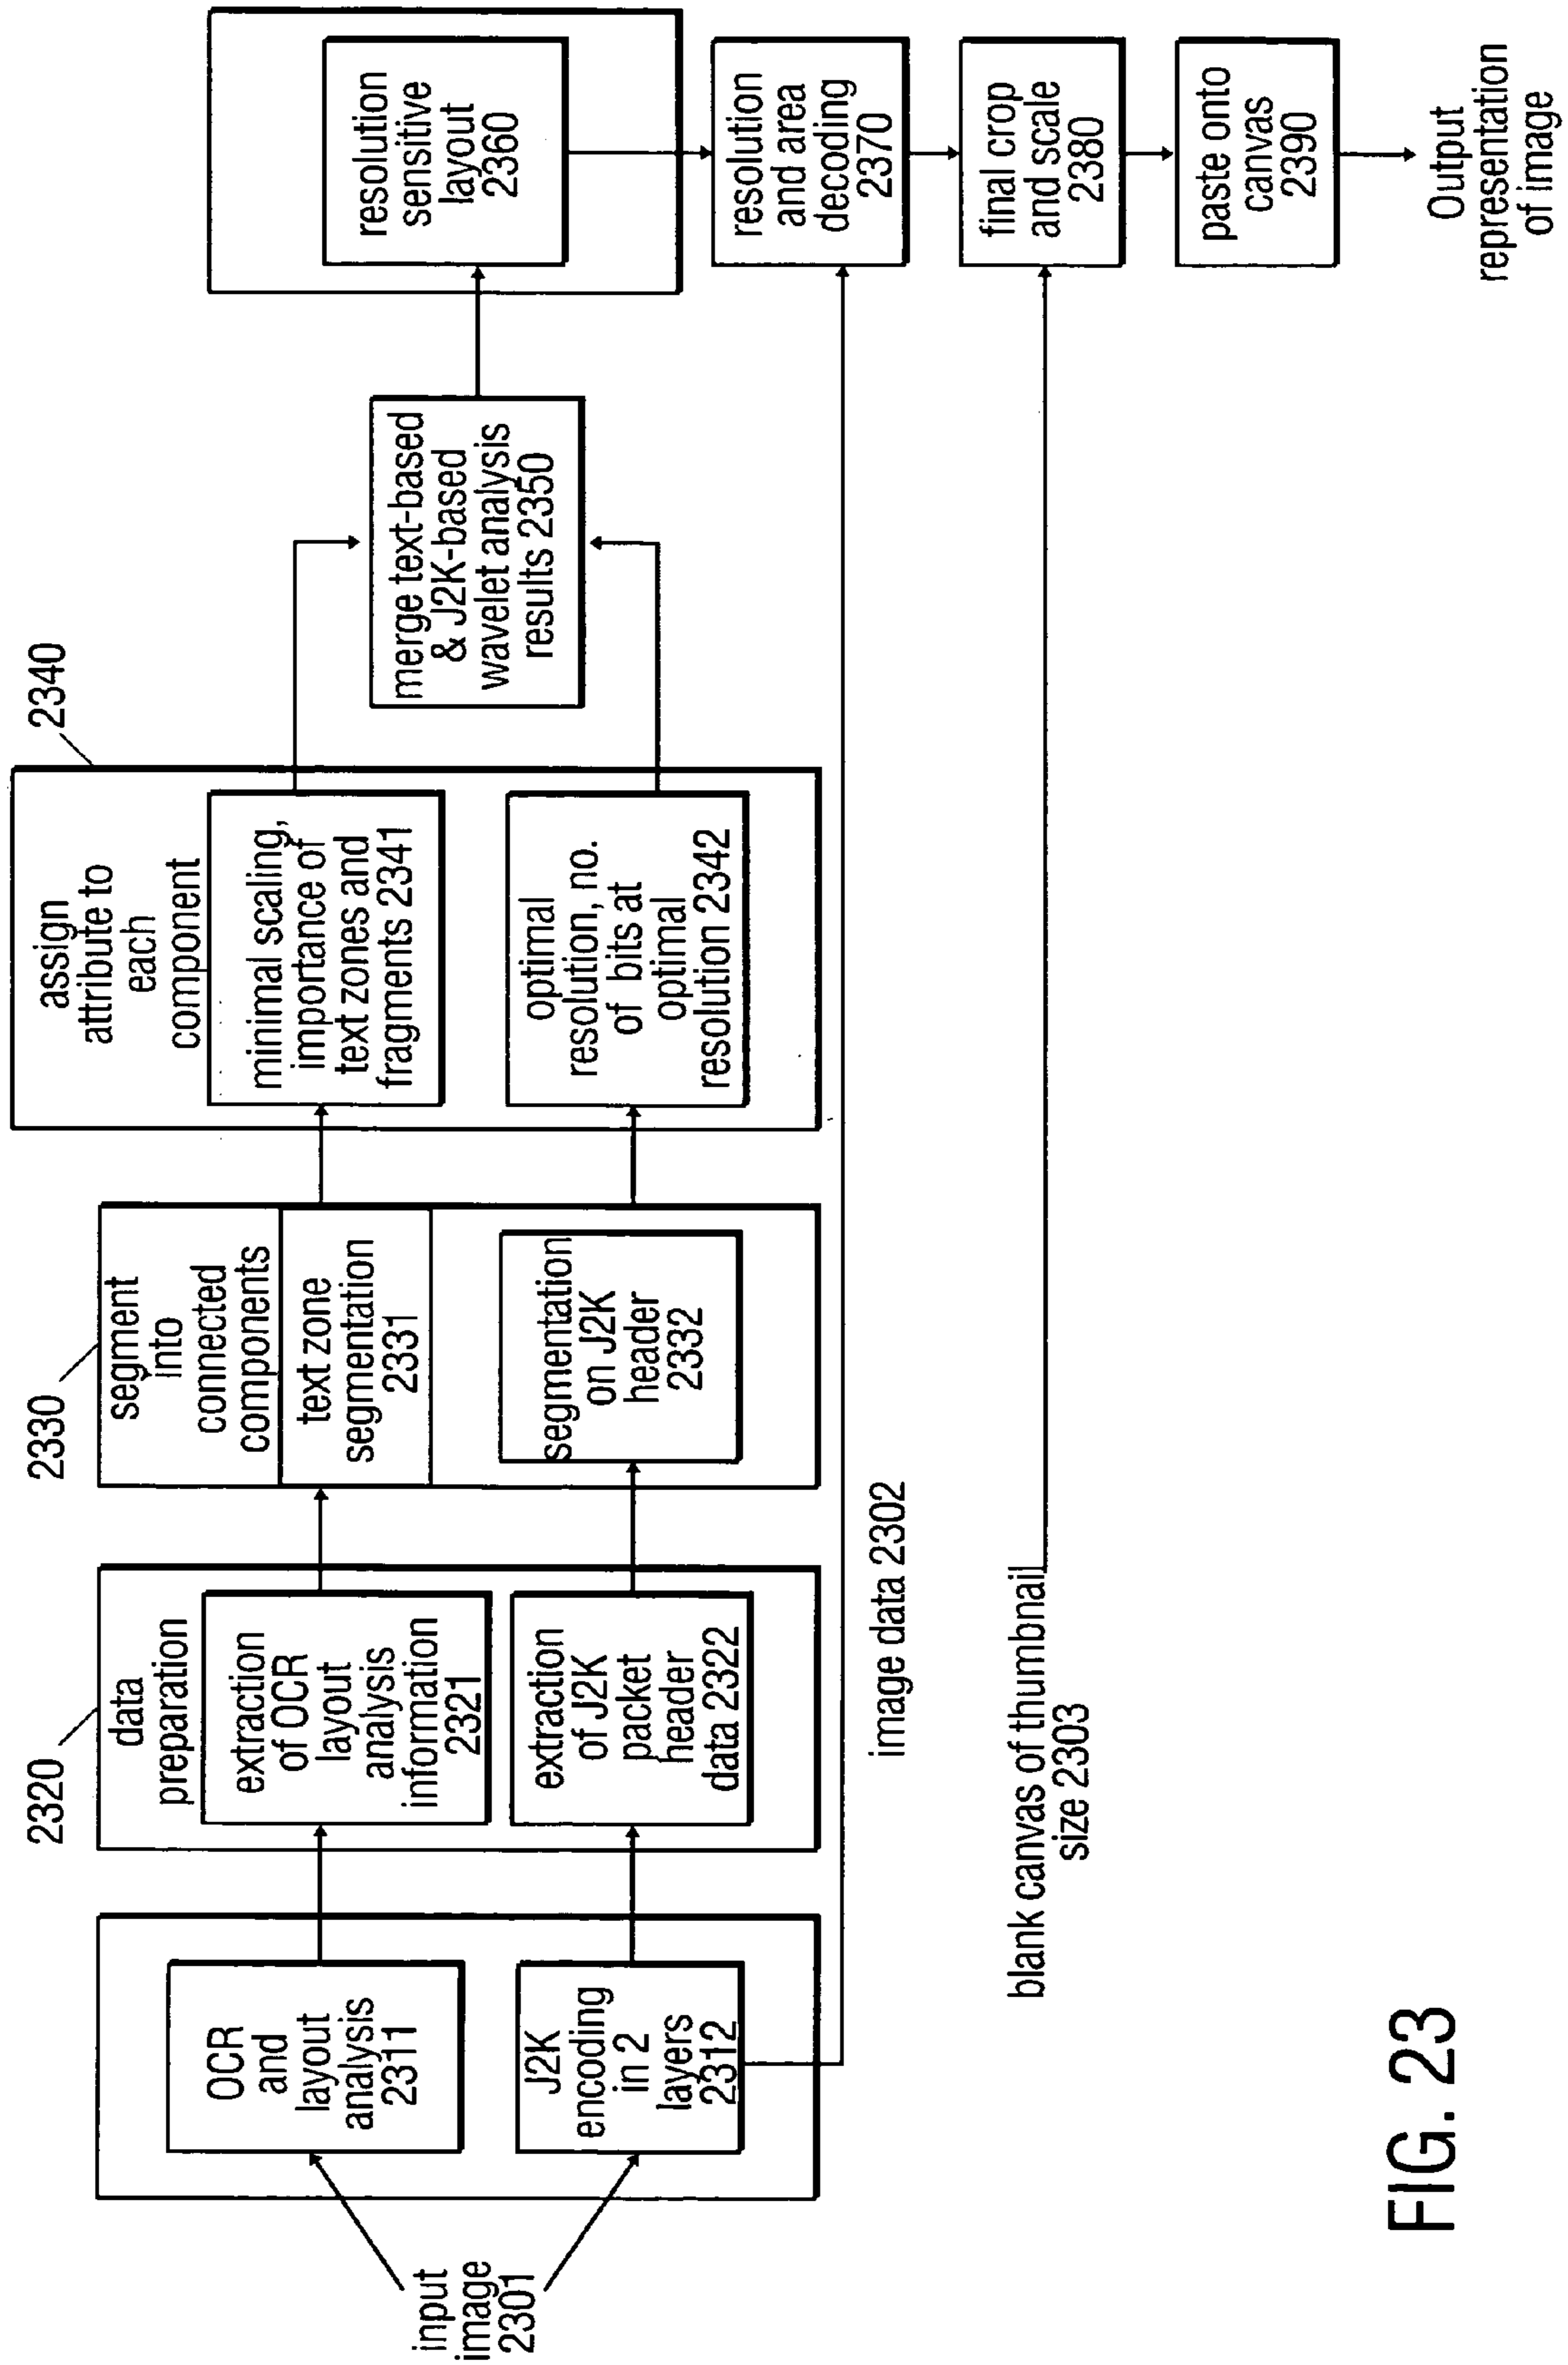 input
image
2301
OCR
and
layout
analysis
2311
J2K
encoding
in 2
layers
2312
2320
data
preparation
extraction
of OCR
layout
analysis
information
2321
extraction
of J2K
packet
header
data 2322
2330
segment
into
connected
components
text zone
segmentation
2331
segmentation
on J2K
header
2332
2340
assign
attribute to
each
component
minimal scaling,
importance of
text zones and
fragments 2341
optimal
resolution, no.
of bits at
optimal
resolution 2342
merge text-based
& J2K-based
wavelet analysis
results 2350
resolution
sensitive
layout
2360
resolution
and area
decoding
2370
image data 2302
final crop
and scale
2380
blank canvas of thumbnail
size 2303
paste onto
canvas
2390
Output
representation
of image
FIG. 23